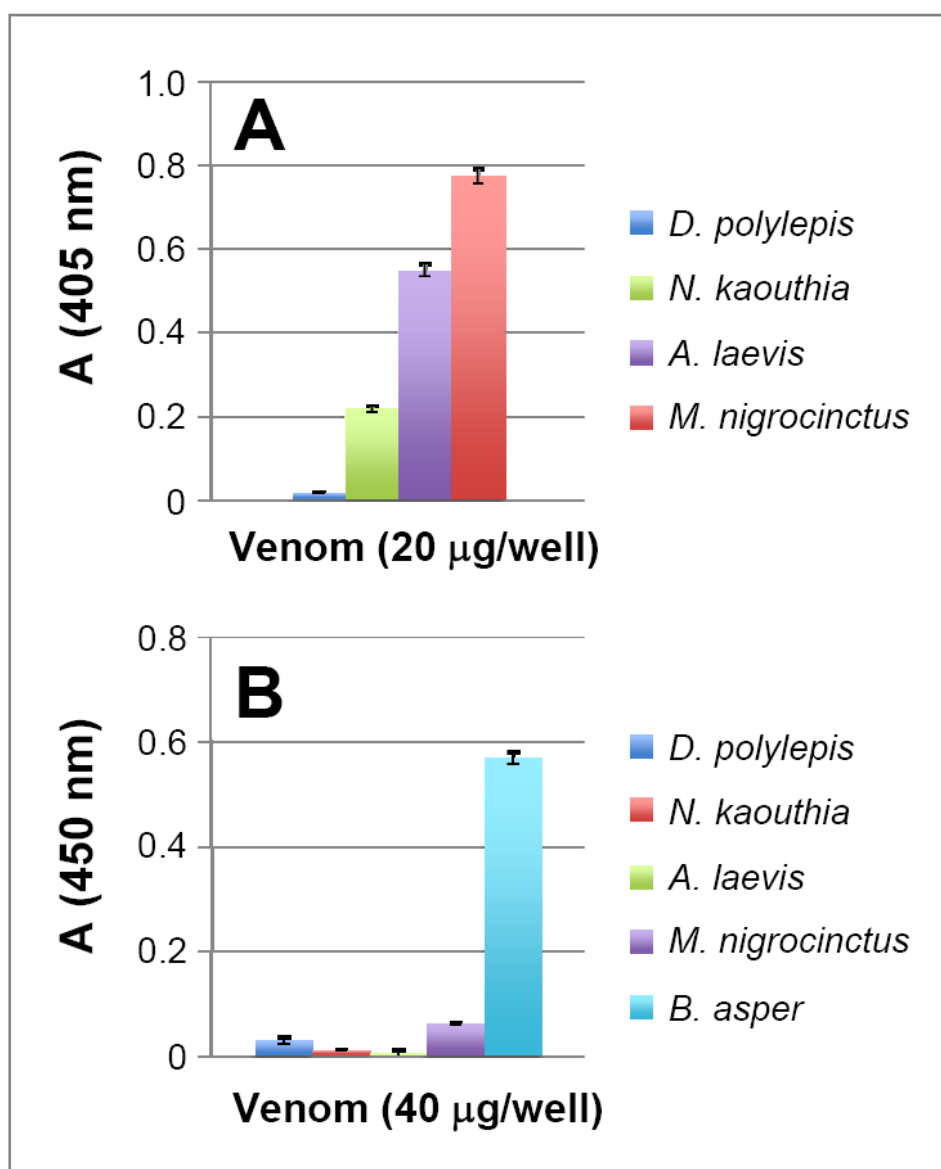 A
A (405 nm)
1.0
0.8
0.6
0.4
0.2
0
Venom (20 μg/well)
D. polylepis
N. kaouthia
A. laevis
M. nigrocinctus
B
A (450 nm)
0.8
0.6
0.4
0.2
0
Venom (40 μg/well)
D. polylepis
N. kaouthia
A. laevis
M. nigrocinctus
B. asper